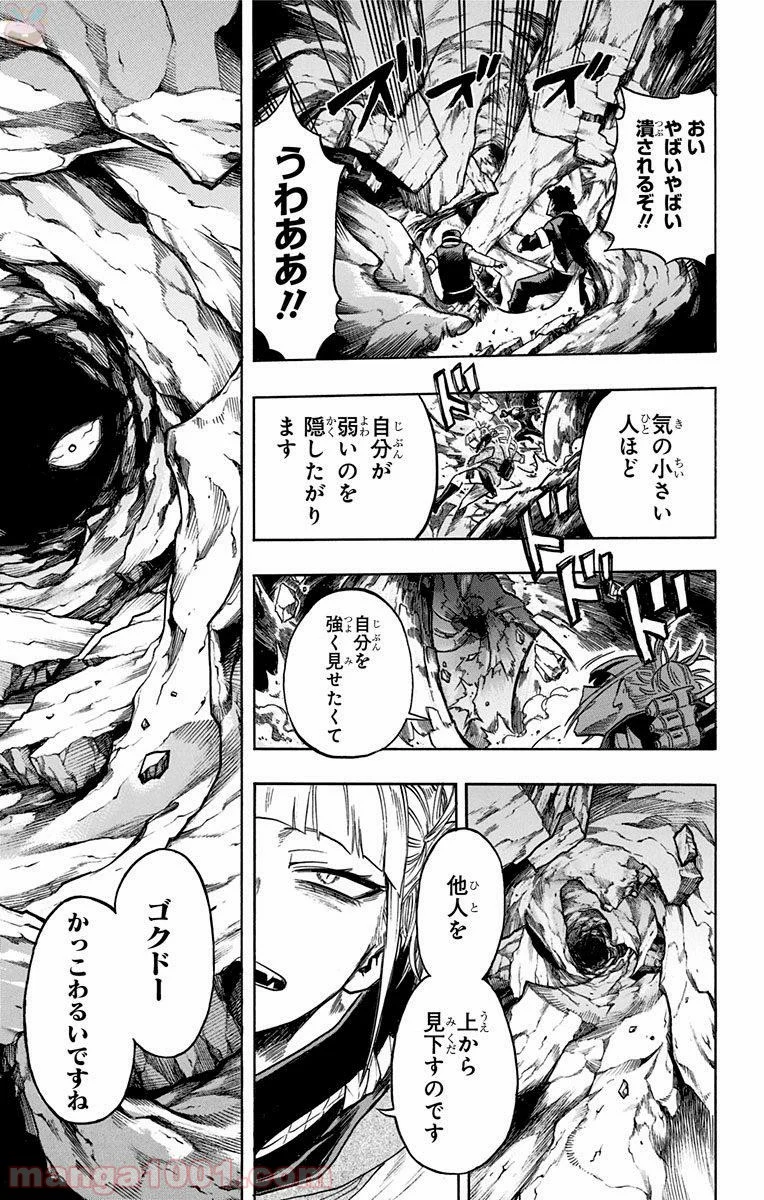 おい
やばいやばい
潰されるぞ!!
ズズズ
うわああ!!
気の小さい
人ほど
自分が
弱いのを
隠したがり
ます
ドドド
自分を
強く見せたくて
他人を
上から
見下すのです
ゴクドー
かっこわるいですね
manga1001.com